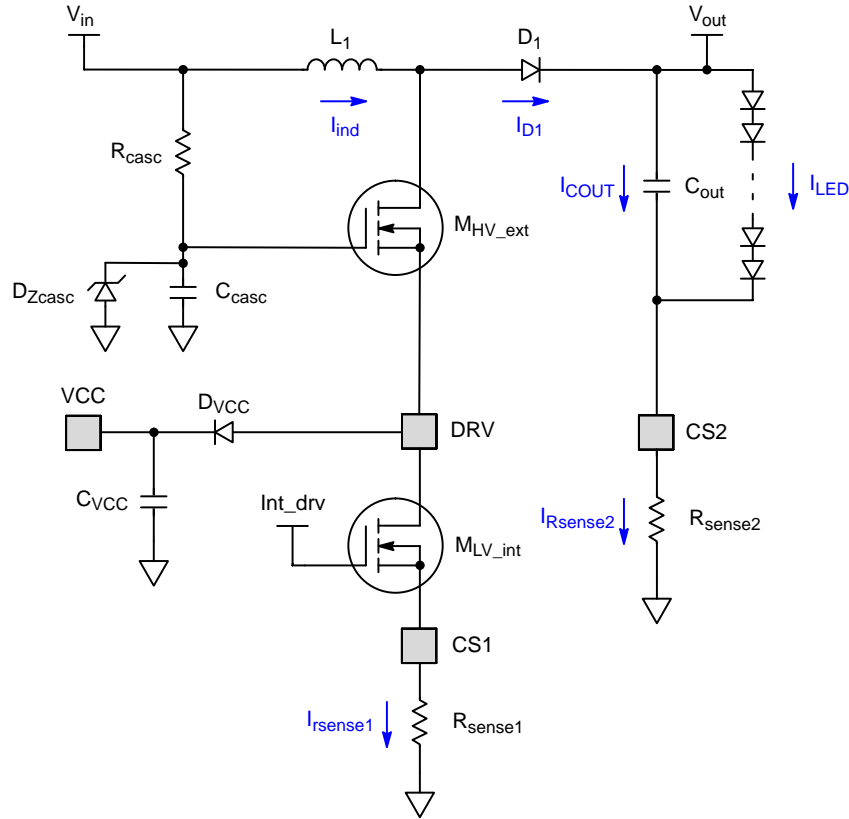 Vin
L1
D1
Vout
Iind
ID1
Rcasc
ICOUT
Cout
ILED
MHV_ext
DZcasc
Ccasc
VCC
DVCC
DRV
CS2
CVCC
Int_drv
MLV_int
IRsense2
Rsense2
CS1
Irsense1
Rsense1